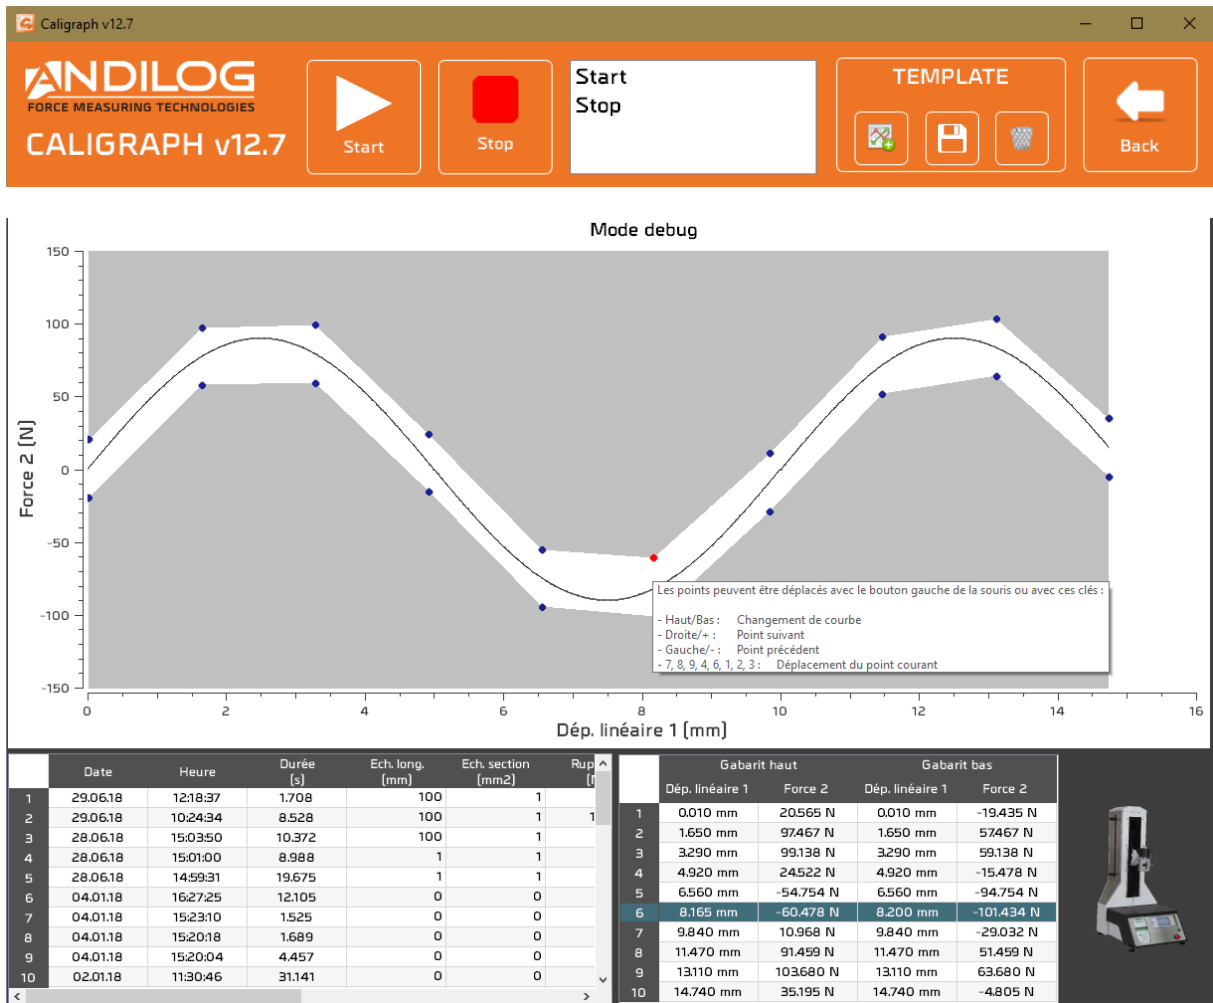 Caligraph v12.7
ANDILOG
FORCE MEASURING TECHNOLOGIES
CALIGRAPH v12.7
Start
Stop
Start
Stop
TEMPLATE
Back
Mode debug
150
100
50
0
-50
-100
-150
Force 2 (N)
0 2 4 6 8 10 12 14 16
Dép. linéaire 1 (mm)
Les points peuvent être déplacés avec le bouton gauche de la souris ou avec ces clés :
- Haut/Bas : Changement de courbe
- Droite/+ : Point suivant
- Gauche/- : Point précédent
- 7, 8, 9, 4, 6, 1, 2, 3 : Déplacement du point courant
Date Heure Durée (s) Ech. long. (mm) Ech. section (mm2) Rup
1 29.06.18 12:18:37 1.708 100 1
2 29.06.18 10:24:34 8.528 100 1 1
3 28.06.18 15:03:50 10.372 100 1
4 28.06.18 15:01:00 8.988 1 1
5 28.06.18 14:59:31 19.675 1 1
6 04.01.18 16:27:25 12.105 0 0
7 04.01.18 15:23:10 1.525 0 0
8 04.01.18 15:20:18 1.689 0 0
9 04.01.18 15:20:04 4.457 0 0
10 02.01.18 11:30:46 31.141 0 0
Gabarit haut Gabarit bas
Dép. linéaire 1 Force 2 Dép. linéaire 1 Force 2
1 0.010 mm 20.565 N 0.010 mm -19.435 N
2 1.650 mm 97.467 N 1.650 mm 57.467 N
3 3.290 mm 99.138 N 3.290 mm 59.138 N
4 4.920 mm 24.522 N 4.920 mm -15.478 N
5 6.560 mm -54.754 N 6.560 mm -94.754 N
6 8.165 mm -60.478 N 8.200 mm -101.434 N
7 9.840 mm 10.968 N 9.840 mm -29.032 N
8 11.470 mm 91.459 N 11.470 mm 51.459 N
9 13.110 mm 103.680 N 13.110 mm 63.680 N
10 14.740 mm 35.195 N 14.740 mm -4.805 N